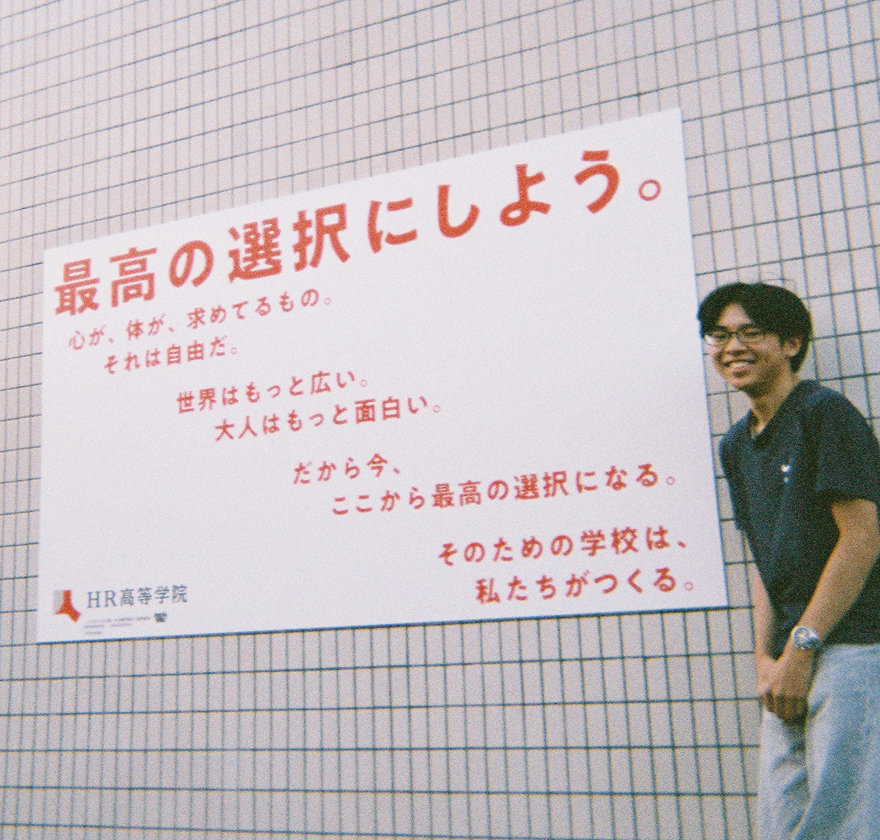 最高の選択にしよう。
心が、体が、求めてるもの。
それは自由だ。
世界はもっと広い。
大人はもっと面白い。
だから今、
ここから最高の選択になる。
そのための学校は、
私たちがつくる。
HR高等学院